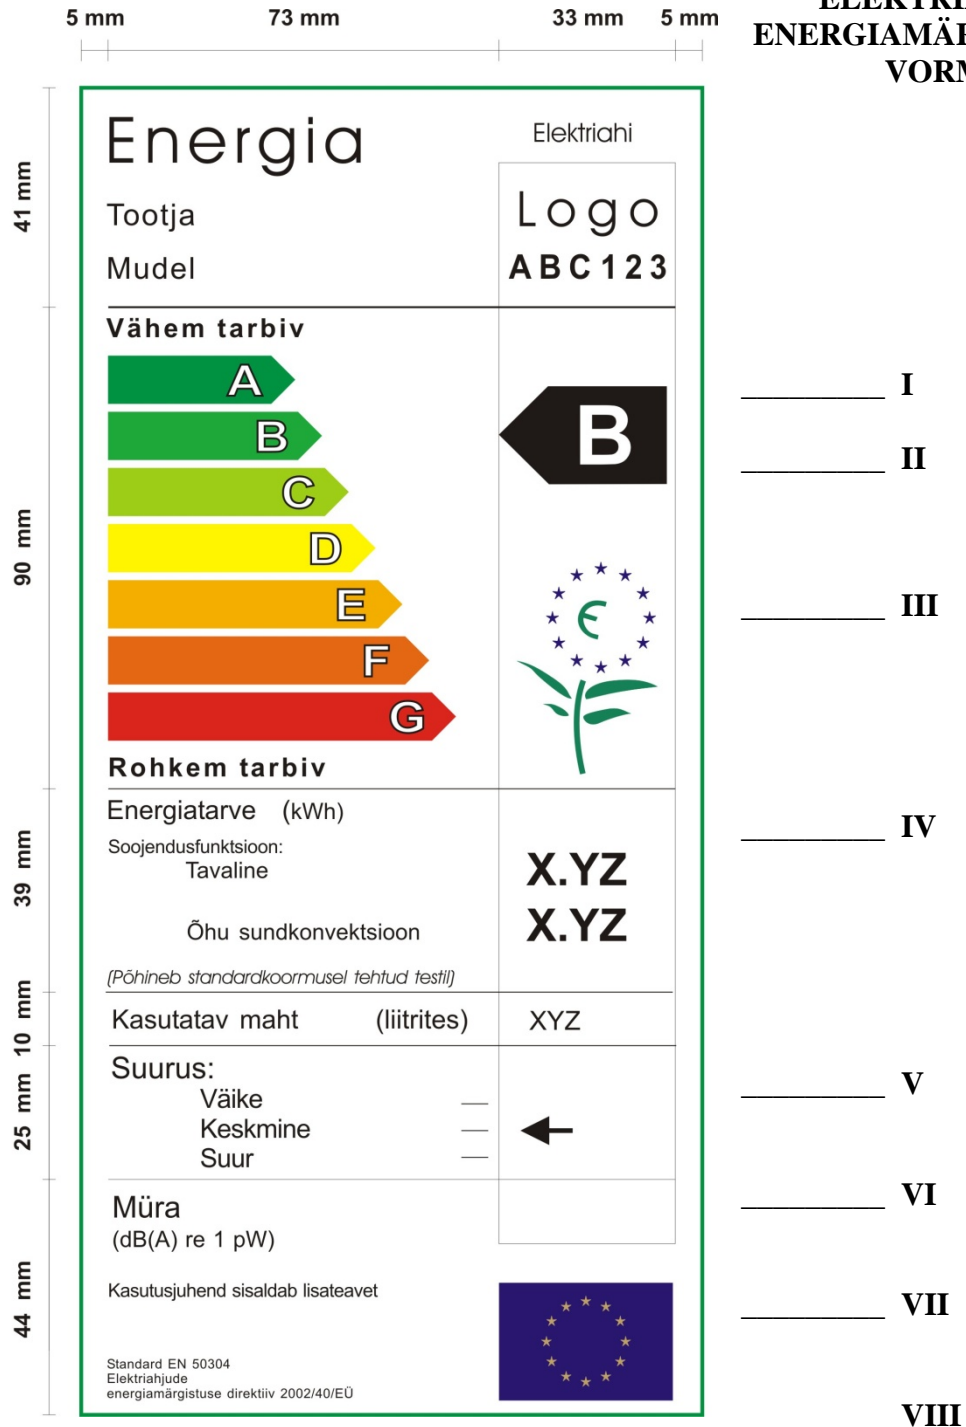 5 mm 73 mm 33 mm 5 mm
ENERGIAMÄ
VORM
41 mm
Energia
Elektriahi
Tootja
Logo
Mudel
ABC123
Vähem tarbiv
A
B
C
D
E
F
G
B
Rohkem tarbiv
90 mm
I
II
III
Energiatarve (kWh)
Soojendusfunktsioon:
Tavaline X.YZ
Õhu sundkonvektsioon X.YZ
(Põhineb standardkoormusel tehtud testil)
39 mm
IV
Kasutatav maht (liitrites) XYZ
10 mm
Suurus:
Väike
Keskmine
Suur
25 mm
V
Müra
(dB(A) re 1 pW)
VI
Kasutusjuhend sisaldab lisateavet
44 mm
VII
Standard EN 50304
Elektriahjude
energiamärgistuse direktiiv 2002/40/EÜ
VIII